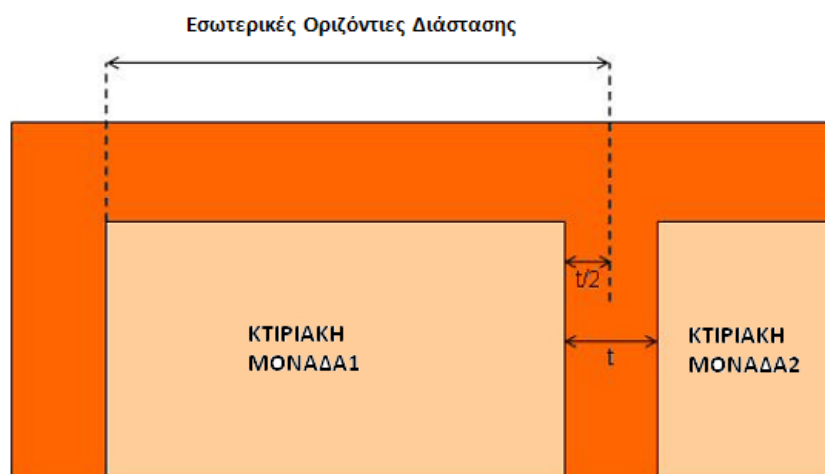 Εσωτερικές Οριζόντιες Διάστασης
t/2
ΚΤΙΡΙΑΚΗ
ΜΟΝΑΔΑ1
t
ΚΤΙΡΙΑΚΗ
ΜΟΝΑΔΑ2